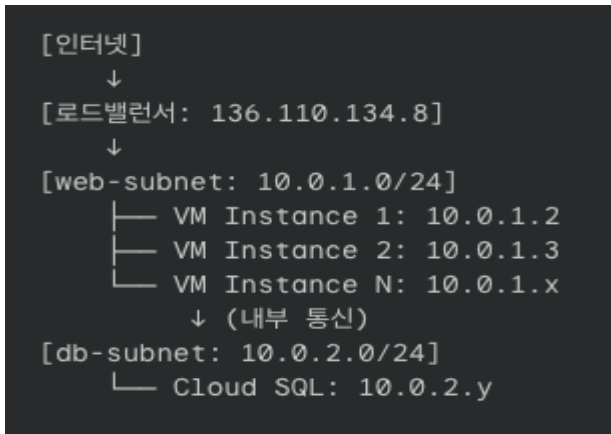 [인터넷]
↓
[로드밸런서: 136.110.134.8]
↓
[web-subnet: 10.0.1.0/24]
├── VM Instance 1: 10.0.1.2
├── VM Instance 2: 10.0.1.3
└── VM Instance N: 10.0.1.x
↓ (내부 통신)
[db-subnet: 10.0.2.0/24]
└── Cloud SQL: 10.0.2.y